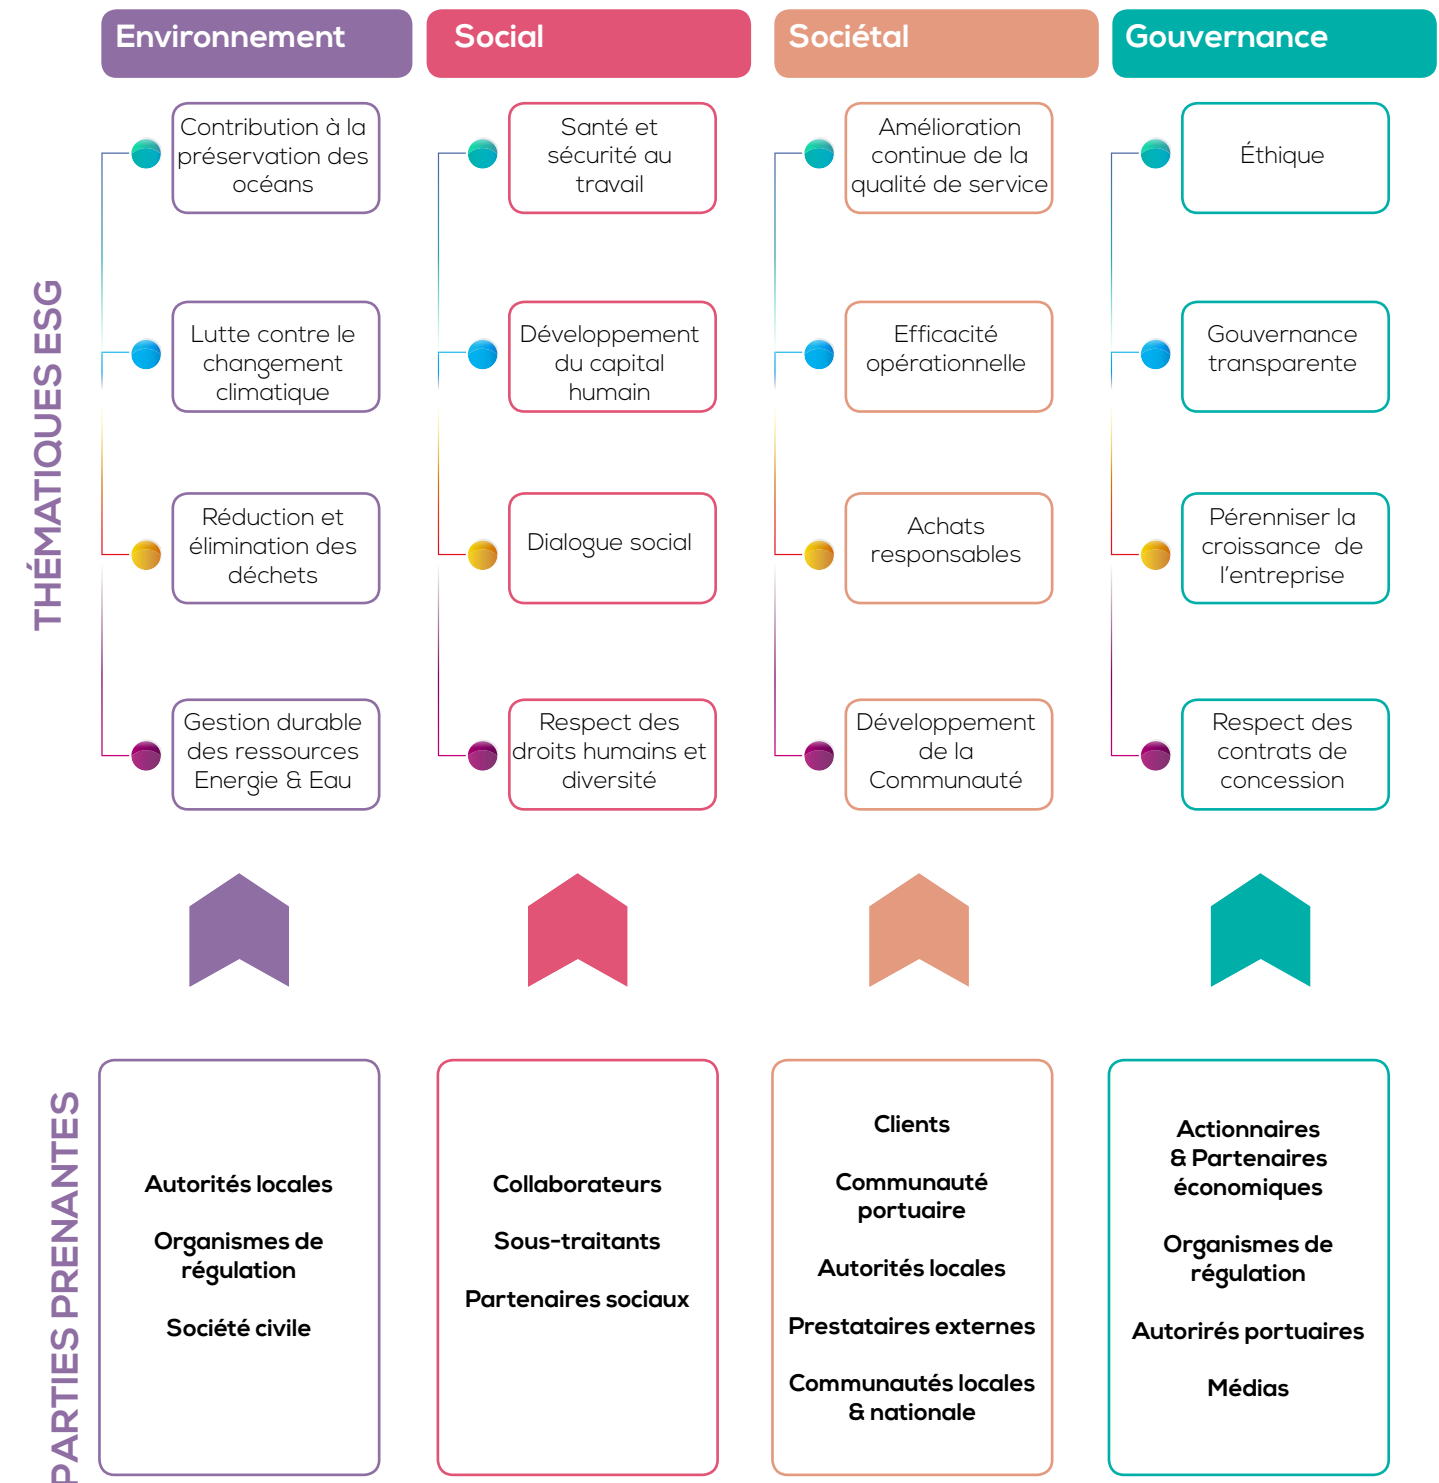 Environnement
Social
Sociétal
Gouvernance
THÉMATIQUES ESG
Contribution à la
préservation des
océans
Santé et
sécurité au
travail
Amélioration
continue de la
qualité de service
Éthique
Lutte contre le
changement
climatique
Développement
du capital
humain
Efficacité
opérationnelle
Gouvernance
transparente
Réduction et
élimination des
déchets
Dialogue social
Achats
responsables
Pérenniser la
croissance de
l'entreprise
Gestion durable
des ressources
Energie & Eau
Respect des
droits humains et
diversité
Développement
de la
Communauté
Respect des
contrats de
concession
PARTIES PRENANTES
Autorités locales
Organismes de
régulation
Société civile
Collaborateurs
Sous-traitants
Partenaires sociaux
Clients
Communauté
portuaire
Autorités locales
Prestataires externes
Communautés locales
& nationale
Actionnaires
& Partenaires
économiques
Organismes de
régulation
Autorirés portuaires
Médias